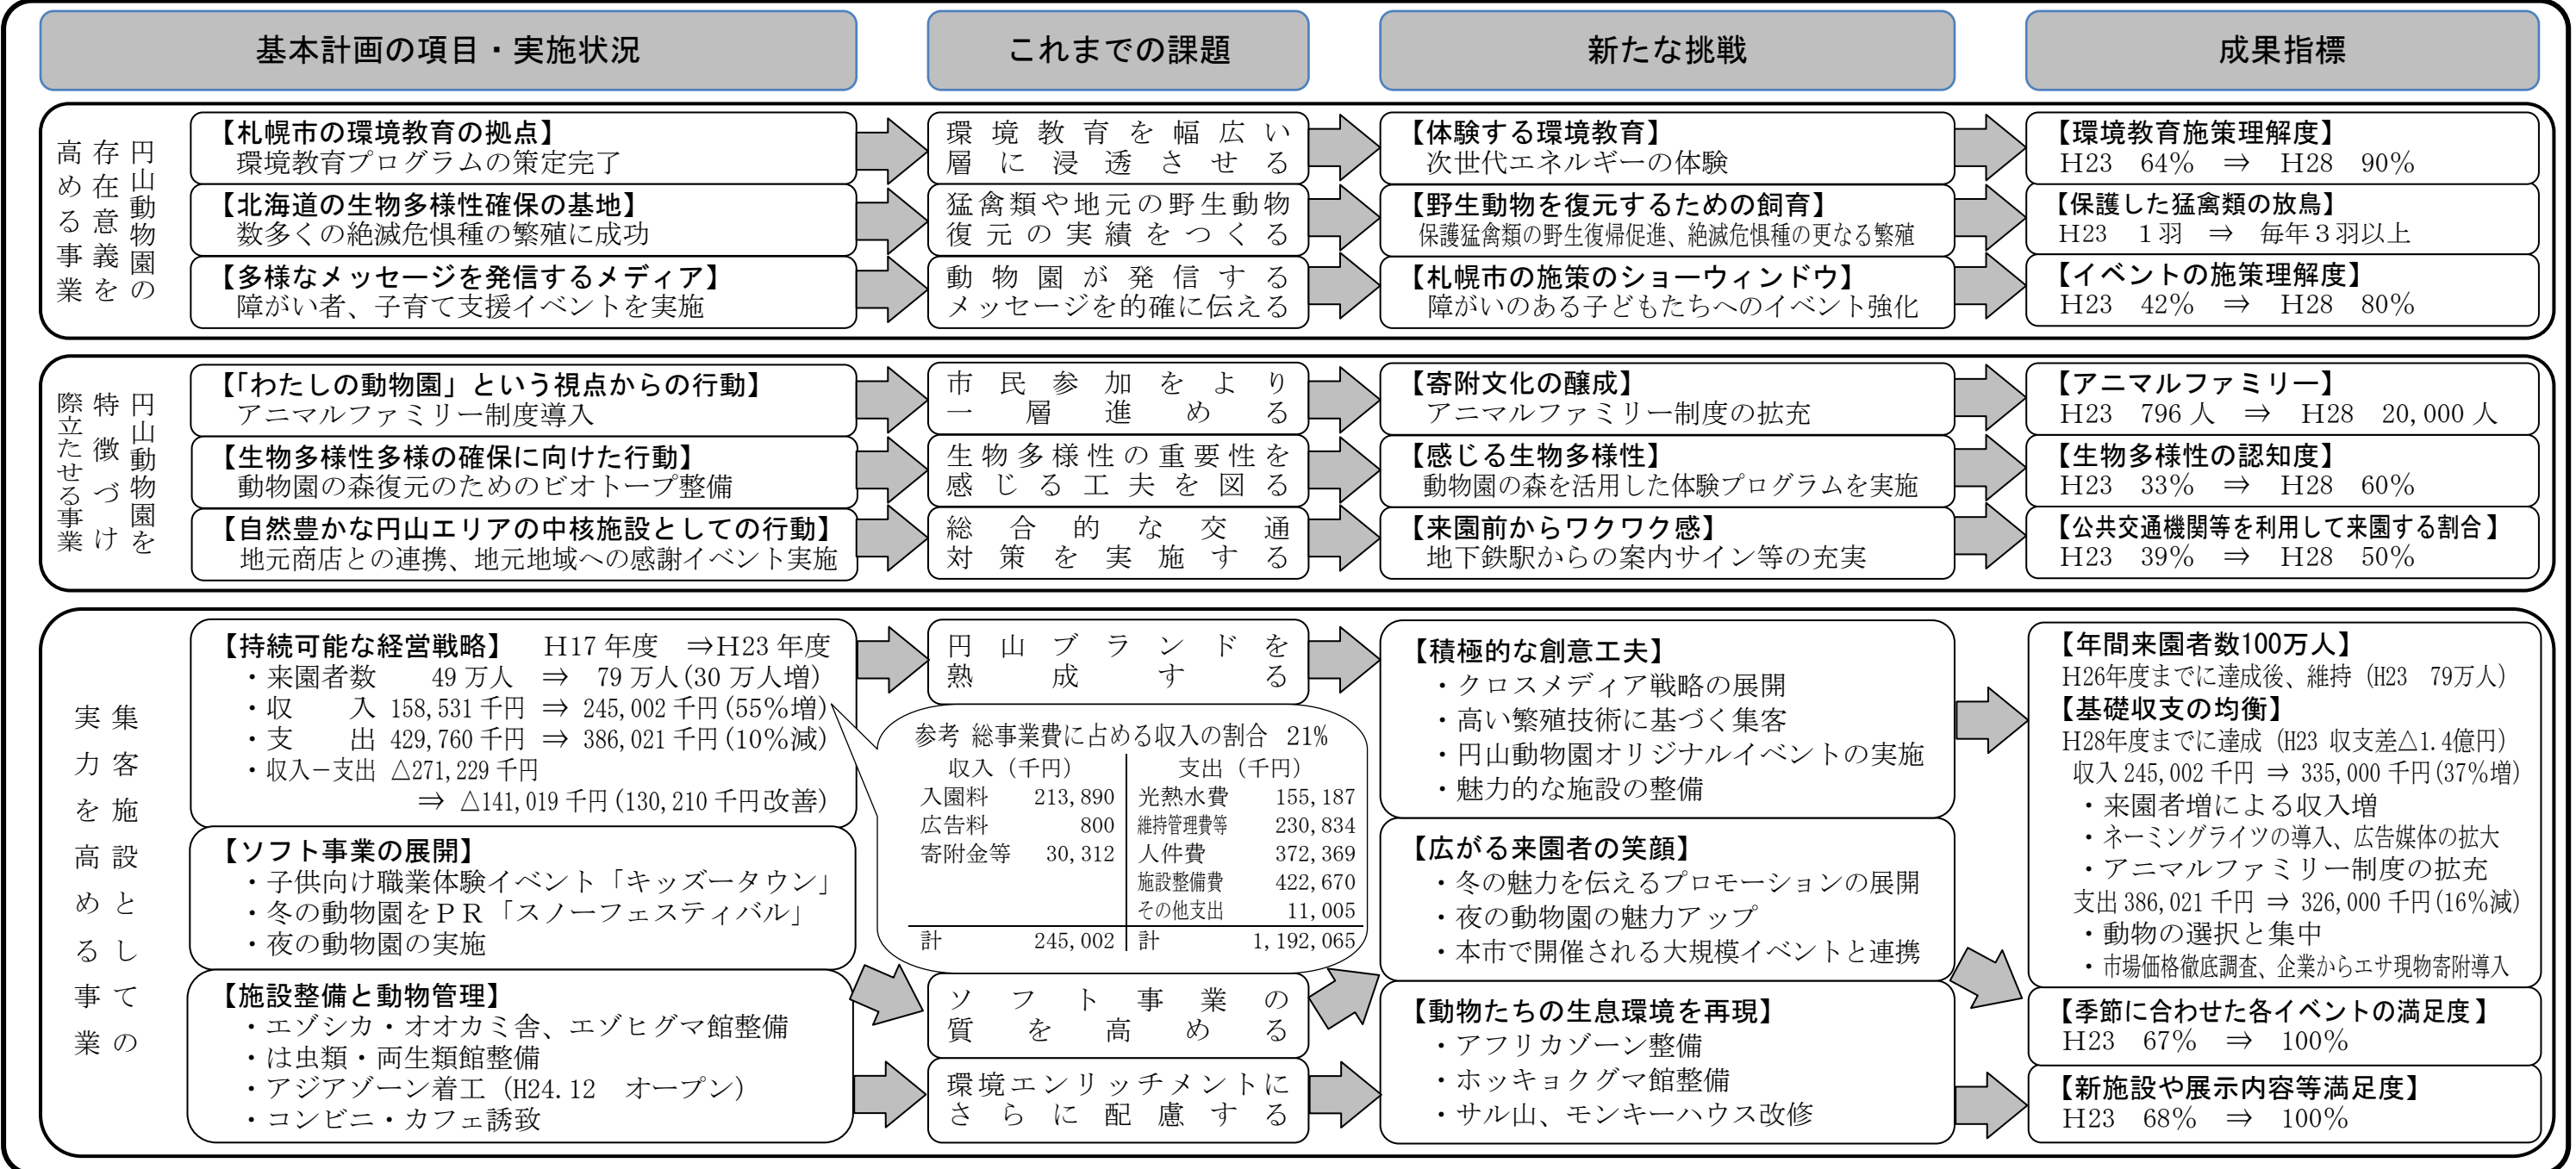 基本計画の項目・実施状況
これまでの課題
新たな挑戦
成果指標
円山動物園の
存在意義を
高める事業
【札幌市の環境教育の拠点】
環境教育プログラムの策定完了
環境教育を幅広い
層に浸透させる
【体験する環境教育】
次世代エネルギーの体験
【環境教育施策理解度】
H23 64% ⇒ H28 90%
【北海道の生物多様性確保の基地】
数多くの絶滅危惧種の繁殖に成功
猛禽類や地元の野生動物
復元の実績をつくる
【野生動物を復元するための飼育】
保護猛禽類の野生復帰促進、絶滅危惧種の更なる繁殖
【保護した猛禽類の放鳥】
H23 1羽 ⇒ 毎年3羽以上
【多様なメッセージを発信するメディア】
障がい者、子育て支援イベントを実施
動物園が発信する
メッセージを的確に伝える
【札幌市の施策のショーウィンドウ】
障がいのある子どもたちへのイベント強化
【イベントの施策理解度】
H23 42% ⇒ H28 80%
円山動物園を
特徴づけ
際立たせる事業
【「わたしの動物園」という視点からの行動】
アニマルファミリー制度導入
市民参加をより
一層進める
【寄附文化の醸成】
アニマルファミリー制度の拡充
【アニマルファミリー】
H23 796人 ⇒ H28 20,000人
【生物多様性多様の確保に向けた行動】
動物園の森復元のためのビオトープ整備
生物多様性の重要性を
感じる工夫を図る
【感じる生物多様性】
動物園の森を活用した体験プログラムを実施
【生物多様性の認知度】
H23 33% ⇒ H28 60%
【自然豊かな円山エリアの中核施設としての行動】
地元商店との連携、地元地域への感謝イベント実施
総合的な交通
対策を実施する
【来園前からワクワク感】
地下鉄駅からの案内サイン等の充実
【公共交通機関等を利用して来園する割合】
H23 39% ⇒ H28 50%
集客施設としての
実力を高める事業
【持続可能な経営戦略】 H17年度 ⇒H23年度
・来園者数 49万人 ⇒ 79万人(30万人増)
・収 入 158,531千円 ⇒ 245,002千円(55%増)
・支 出 429,760千円 ⇒ 386,021千円(10%減)
・収入－支出 △271,229千円
⇒ △141,019千円(130,210千円改善)
【ソフト事業の展開】
・子供向け職業体験イベント「キッズータウン」
・冬の動物園をＰＲ「スノーフェスティバル」
・夜の動物園の実施
【施設整備と動物管理】
・エゾシカ・オオカミ舎、エゾヒグマ館整備
・は虫類・両生類館整備
・アジアゾーン着工（H24.12 オープン）
・コンビニ・カフェ誘致
円山ブランドを
熟成する
参考 総事業費に占める収入の割合 21%
収入（千円） 支出（千円）
入園料 213,890 光熱水費 155,187
広告料 800 維持管理費等 230,834
寄附金等 30,312 人件費 372,369
施設整備費 422,670
その他支出 11,005
計 245,002 計 1,192,065
ソフト事業の
質を高める
環境エンリッチメントに
さらに配慮する
【積極的な創意工夫】
・クロスメディア戦略の展開
・高い繁殖技術に基づく集客
・円山動物園オリジナルイベントの実施
・魅力的な施設の整備
【広がる来園者の笑顔】
・冬の魅力を伝えるプロモーションの展開
・夜の動物園の魅力アップ
・本市で開催される大規模イベントと連携
【動物たちの生息環境を再現】
・アフリカゾーン整備
・ホッキョクグマ館整備
・サル山、モンキーハウス改修
【年間来園者数100万人】
H26年度までに達成後、維持（H23 79万人）
【基礎収支の均衡】
H28年度までに達成（H23 収支差△1.4億円）
収入245,002千円 ⇒ 335,000千円(37%増)
・来園者増による収入増
・ネーミングライツの導入、広告媒体の拡大
・アニマルファミリー制度の拡充
支出386,021千円 ⇒ 326,000千円(16%減)
・動物の選択と集中
・市場価格徹底調査、企業からエサ現物寄附導入
【季節に合わせた各イベントの満足度】
H23 67% ⇒ 100%
【新施設や展示内容等満足度】
H23 68% ⇒ 100%